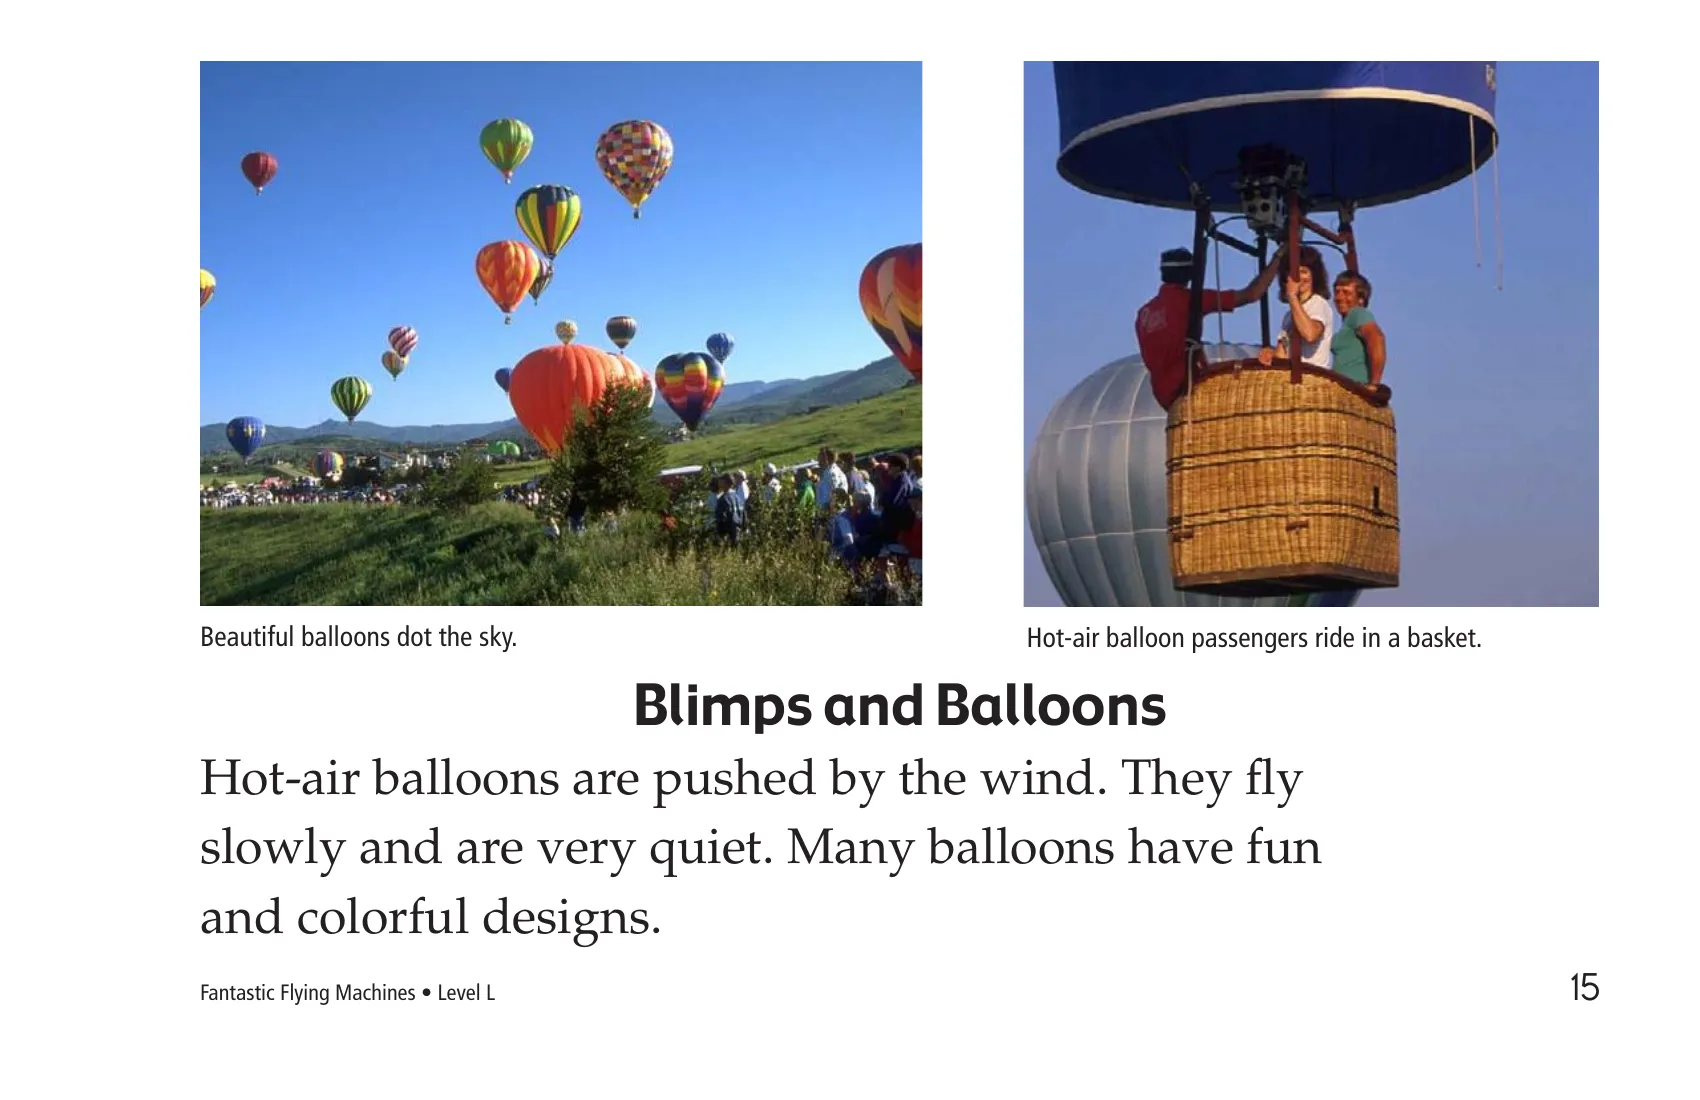 Beautiful balloons dot the sky.
Hot-air balloon passengers ride in a basket.
Blimps and Balloons
Hot-air balloons are pushed by the wind. They fly
slowly and are very quiet. Many balloons have fun
and colorful designs.
Fantastic Flying Machines • Level L
15